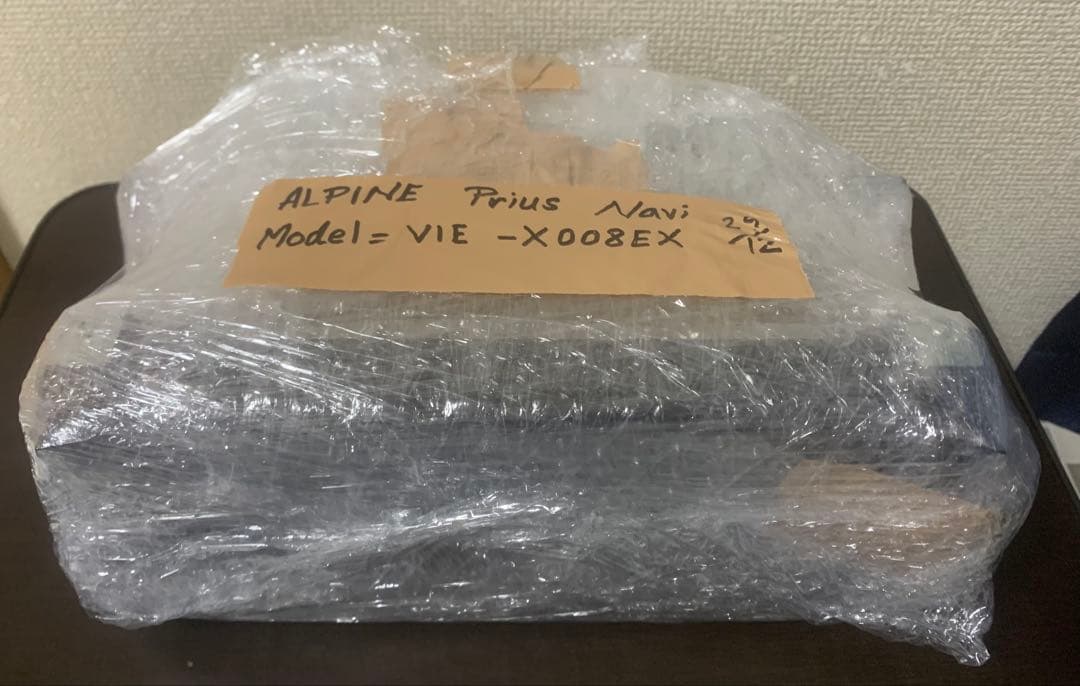 ALPINE Prius Navi
Model = VIE -X008EX